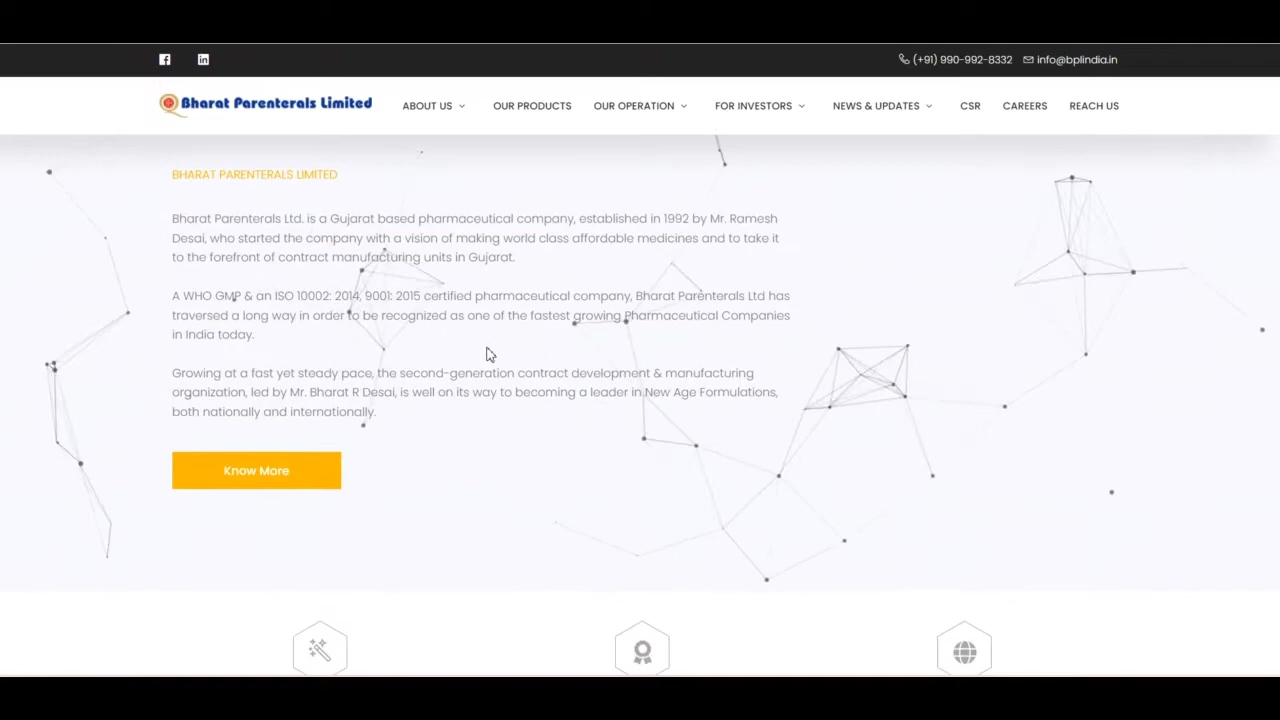 (+91) 990-992-8332 info@bplindia.in
Bharat Parenterals Limited ABOUT US OUR PRODUCTS OUR OPERATION FOR INVESTORS NEWS & UPDATES CSR CAREERS REACH US
BHARAT PARENTERALS LIMITED
Bharat Parenterals Ltd. is a Gujarat based pharmaceutical company, established in 1992 by Mr. Ramesh
Desai, who started the company with a vision of making world class affordable medicines and to take it
to the forefront of contract manufacturing units in Gujarat.
A WHO GMP & an ISO 10002: 2014, 9001: 2015 certified pharmaceutical company, Bharat Parenterals Ltd has
traversed a long way in order to be recognized as one of the fastest growing Pharmaceutical Companies
in India today.
Growing at a fast yet steady pace, the second-generation contract development & manufacturing
organization, led by Mr. Bharat R Desai, is well on its way to becoming a leader in New Age Formulations,
both nationally and internationally.
Know More